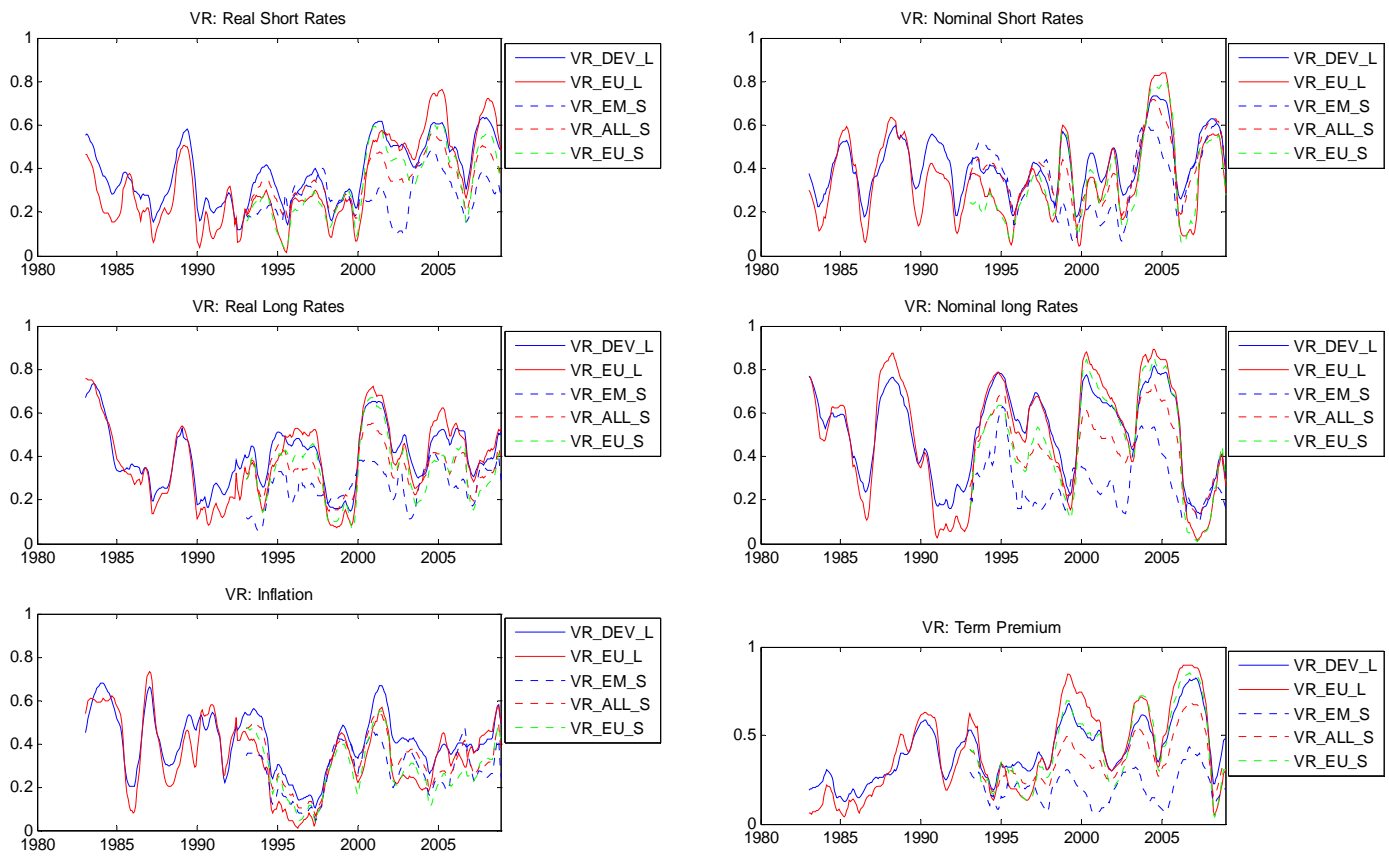 VR: Real Short Rates
1
0.8
0.6
0.4
0.2
0
1980
1985
1990
1995
2000
2005
VR_DEV_L
VR_EU_L
VR_EM_S
VR_ALL_S
VR_EU_S
VR: Nominal Short Rates
1
0.8
0.6
0.4
0.2
0
1980
1985
1990
1995
2000
2005
VR_DEV_L
VR_EU_L
VR_EM_S
VR_ALL_S
VR_EU_S
VR: Real Long Rates
1
0.8
0.6
0.4
0.2
0
1980
1985
1990
1995
2000
2005
VR_DEV_L
VR_EU_L
VR_EM_S
VR_ALL_S
VR_EU_S
VR: Nominal long Rates
1
0.8
0.6
0.4
0.2
0
1980
1985
1990
1995
2000
2005
VR_DEV_L
VR_EU_L
VR_EM_S
VR_ALL_S
VR_EU_S
VR: Inflation
1
0.8
0.6
0.4
0.2
0
1980
1985
1990
1995
2000
2005
VR_DEV_L
VR_EU_L
VR_EM_S
VR_ALL_S
VR_EU_S
VR: Term Premium
1
0.5
0
1980
1985
1990
1995
2000
2005
VR_DEV_L
VR_EU_L
VR_EM_S
VR_ALL_S
VR_EU_S